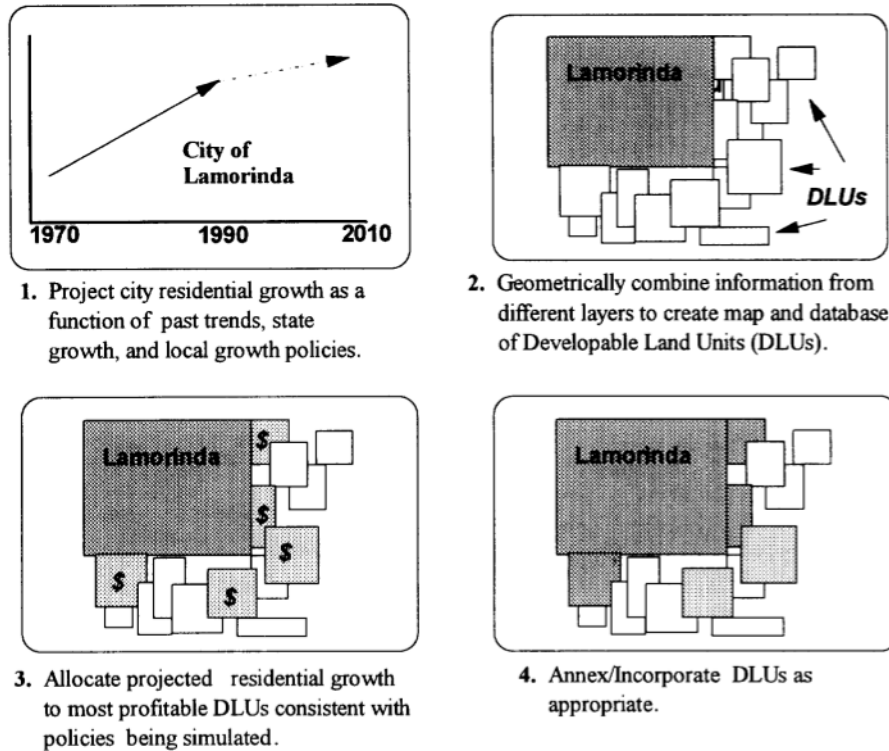 City of
Lamorinda
1970 1990 2010
1. Project city residential growth as a
function of past trends, state
growth, and local growth policies.
Lamorinda
DLUs
2. Geometrically combine information from
different layers to create map and database
of Developable Land Units (DLUs).
Lamorinda
$
$
$
$
$
3. Allocate projected residential growth
to most profitable DLUs consistent with
policies being simulated.
Lamorinda
4. Annex/Incorporate DLUs as
appropriate.